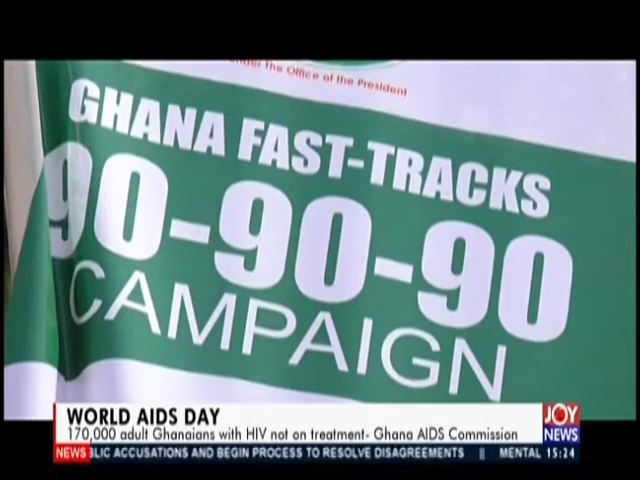 Under The Office of the President
GHANA FAST-TRACKS
90-90-90
CAMPAIGN
WORLD AIDS DAY
170,000 adult Ghanaians with HIV not on treatment- Ghana AIDS Commission
JOY
NEWS
NEWS BLIC ACCUSATIONS AND BEGIN PROCESS TO RESOLVE DISAGREEMENTS || MENTAL 15:24